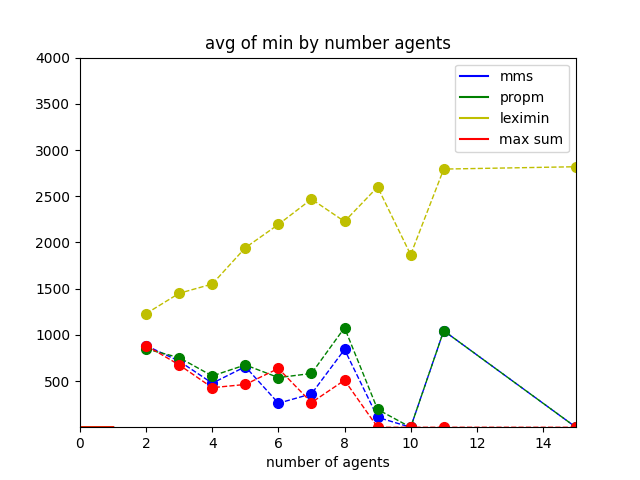 avg of min by number agents
4000
3500
3000
2500
2000
1500
1000
500
0 2 4 6 8 10 12 14
number of agents
mms
propm
leximin
max sum